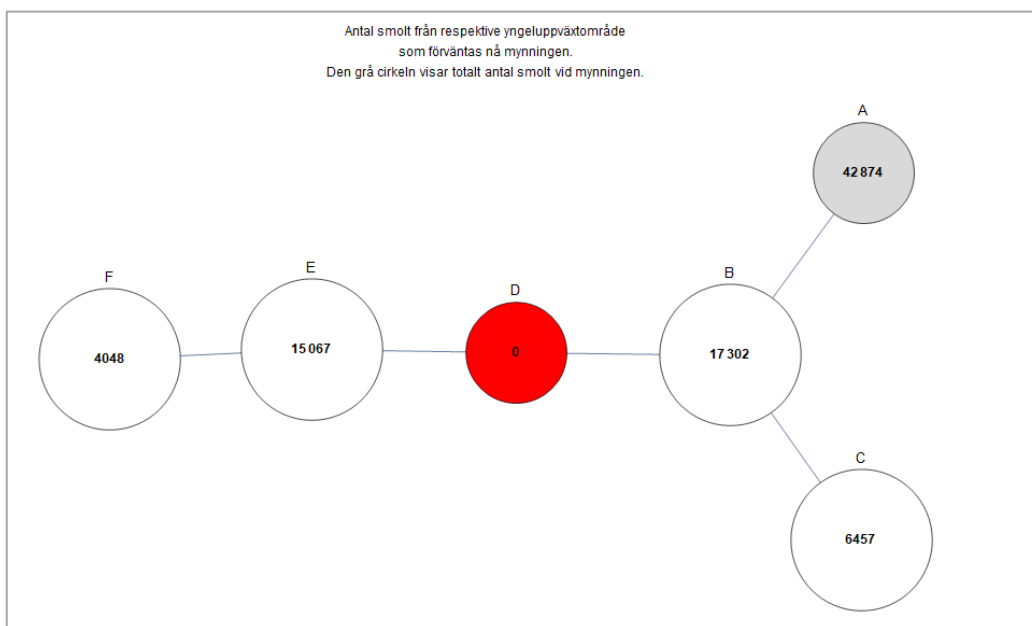 Antal smolt från respektive yngeluppväxtområde
som förväntas nå mynningen.
Den grå cirkeln visar totalt antal smolt vid mynningen.
A
42 874
F
4048
E
15 067
D
0
B
17 302
C
6457